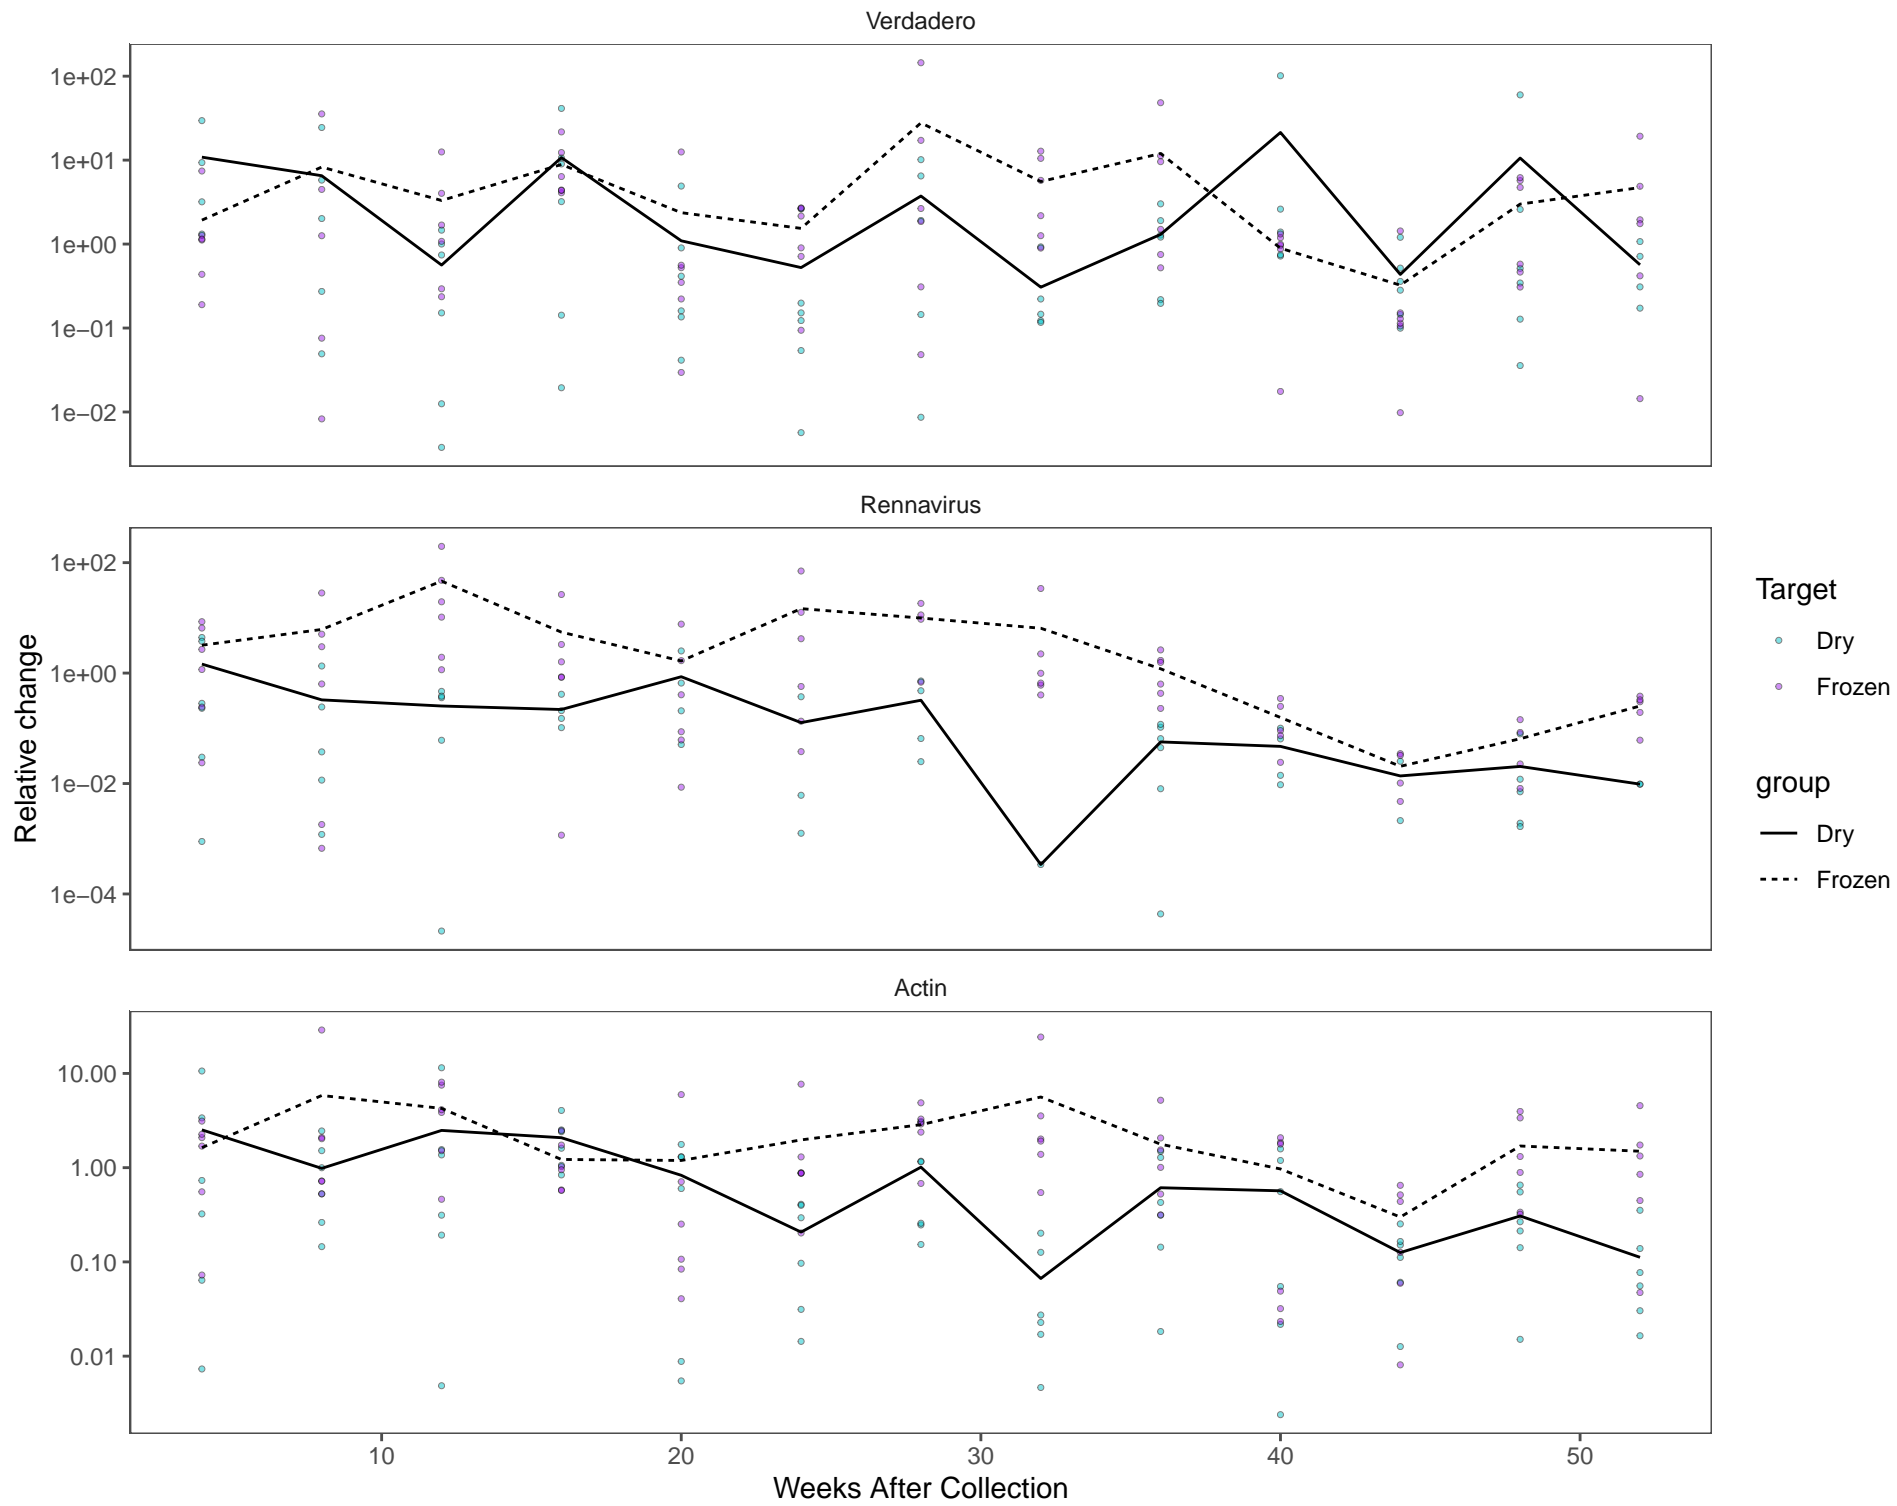 Verdadero
1e+02
1e+01
1e+00
1e−01
1e−02
Rennavirus
1e+02
1e+00
1e−02
1e−04
Actin
10.00
1.00
0.10
0.01
10 20 30 40 50
Weeks After Collection
Relative change
Target
Dry
Frozen
group
Dry
Frozen